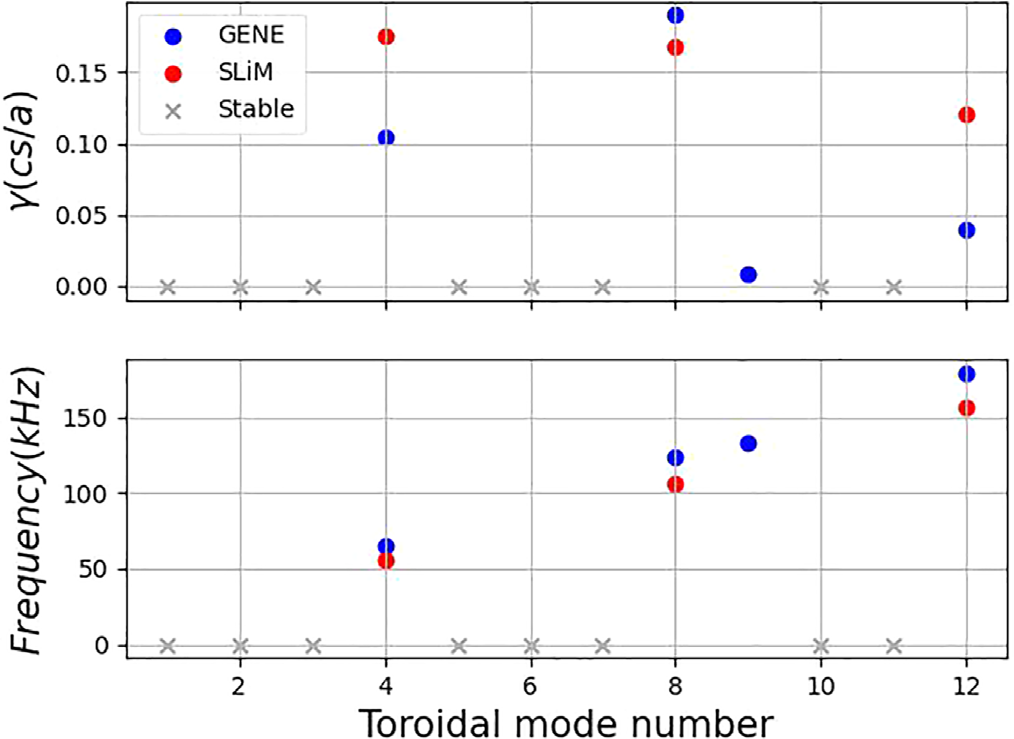 GENE
SLiM
Stable
γ(cs/a)
0.15
0.10
0.05
0.00
Frequency(kHz)
150
100
50
0
2 4 6 8 10 12
Toroidal mode number